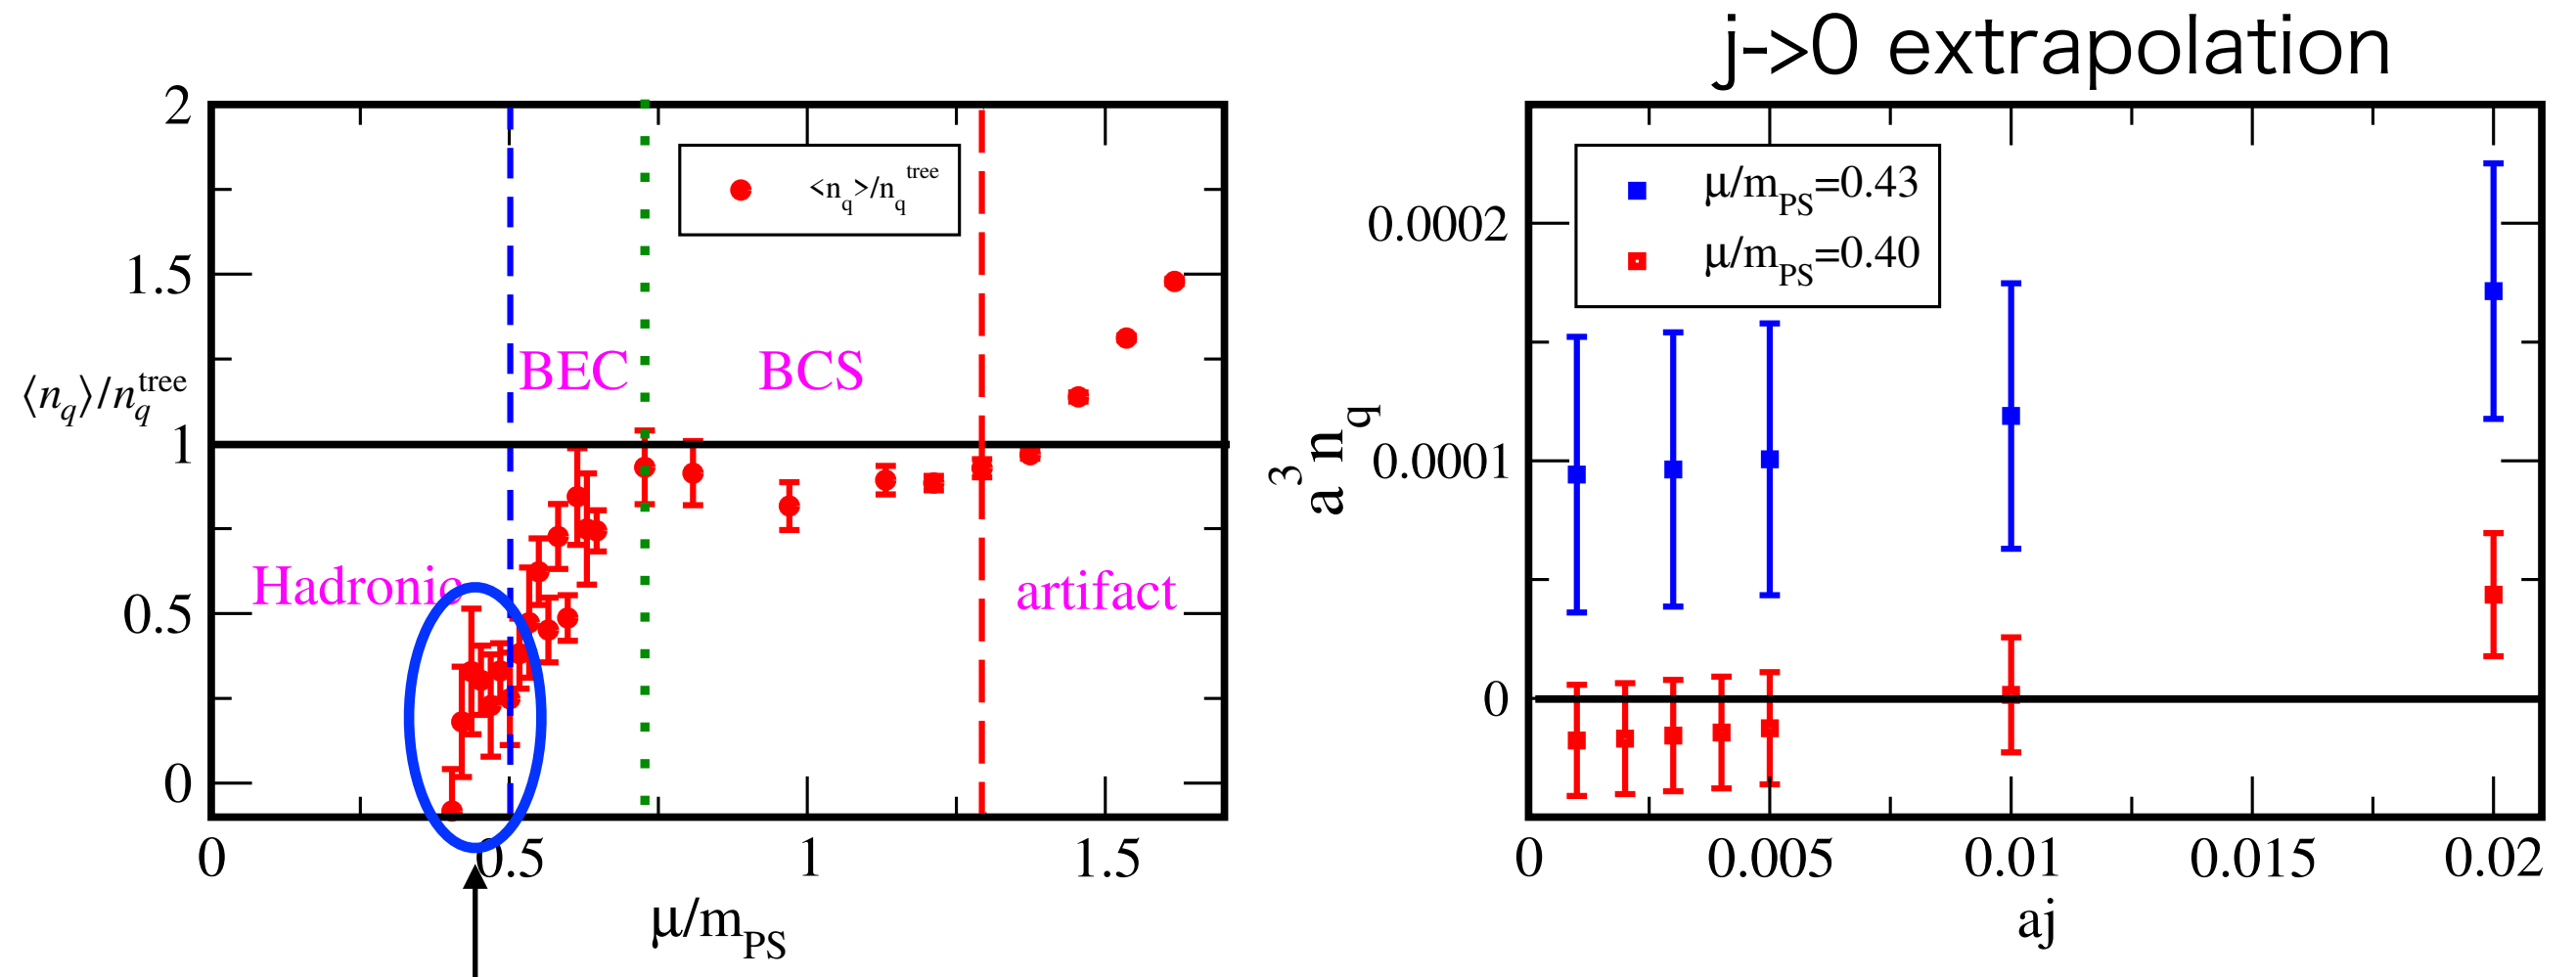 j->0 extrapolation
2
1.5
1
0.5
0
⟨n_q⟩/n_q^tree
<n_q>/n_q^tree
BEC
BCS
Hadronic
artifact
0
0.5
1
1.5
μ/m_PS
μ/m_PS=0.43
μ/m_PS=0.40
0.0002
0.0001
0
a^3 n_q
0
0.005
0.01
0.015
0.02
aj